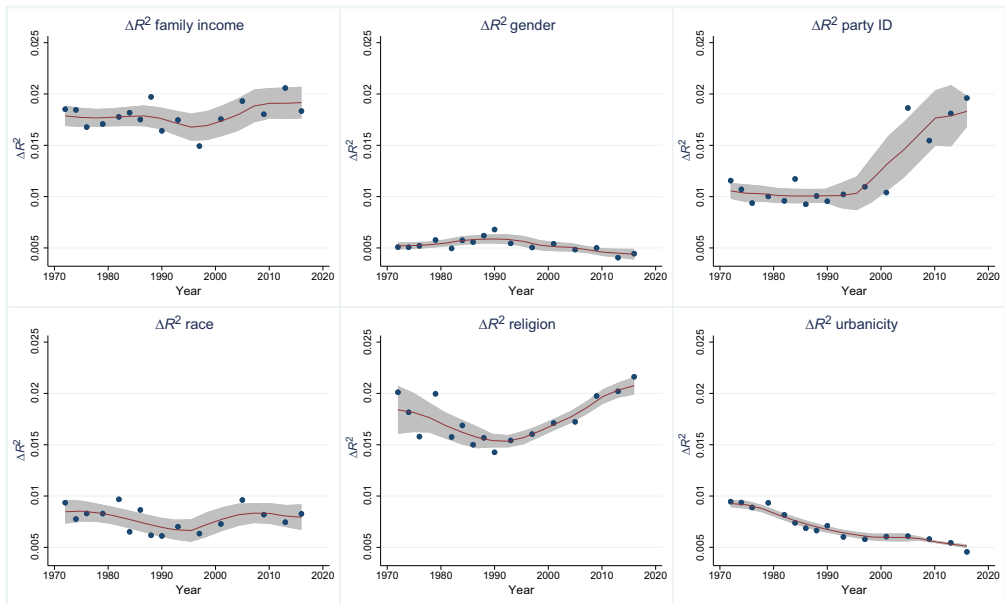 ΔR² family income
0.025
0.02
0.015
0.01
0.005
ΔR²
1970 1980 1990 2000 2010 2020
Year
ΔR² gender
0.025
0.02
0.015
0.01
0.005
ΔR²
1970 1980 1990 2000 2010 2020
Year
ΔR² party ID
0.025
0.02
0.015
0.01
0.005
ΔR²
1970 1980 1990 2000 2010 2020
Year
ΔR² race
0.025
0.02
0.015
0.01
0.005
ΔR²
1970 1980 1990 2000 2010 2020
Year
ΔR² religion
0.025
0.02
0.015
0.01
0.005
ΔR²
1970 1980 1990 2000 2010 2020
Year
ΔR² urbanicity
0.025
0.02
0.015
0.01
0.005
ΔR²
1970 1980 1990 2000 2010 2020
Year